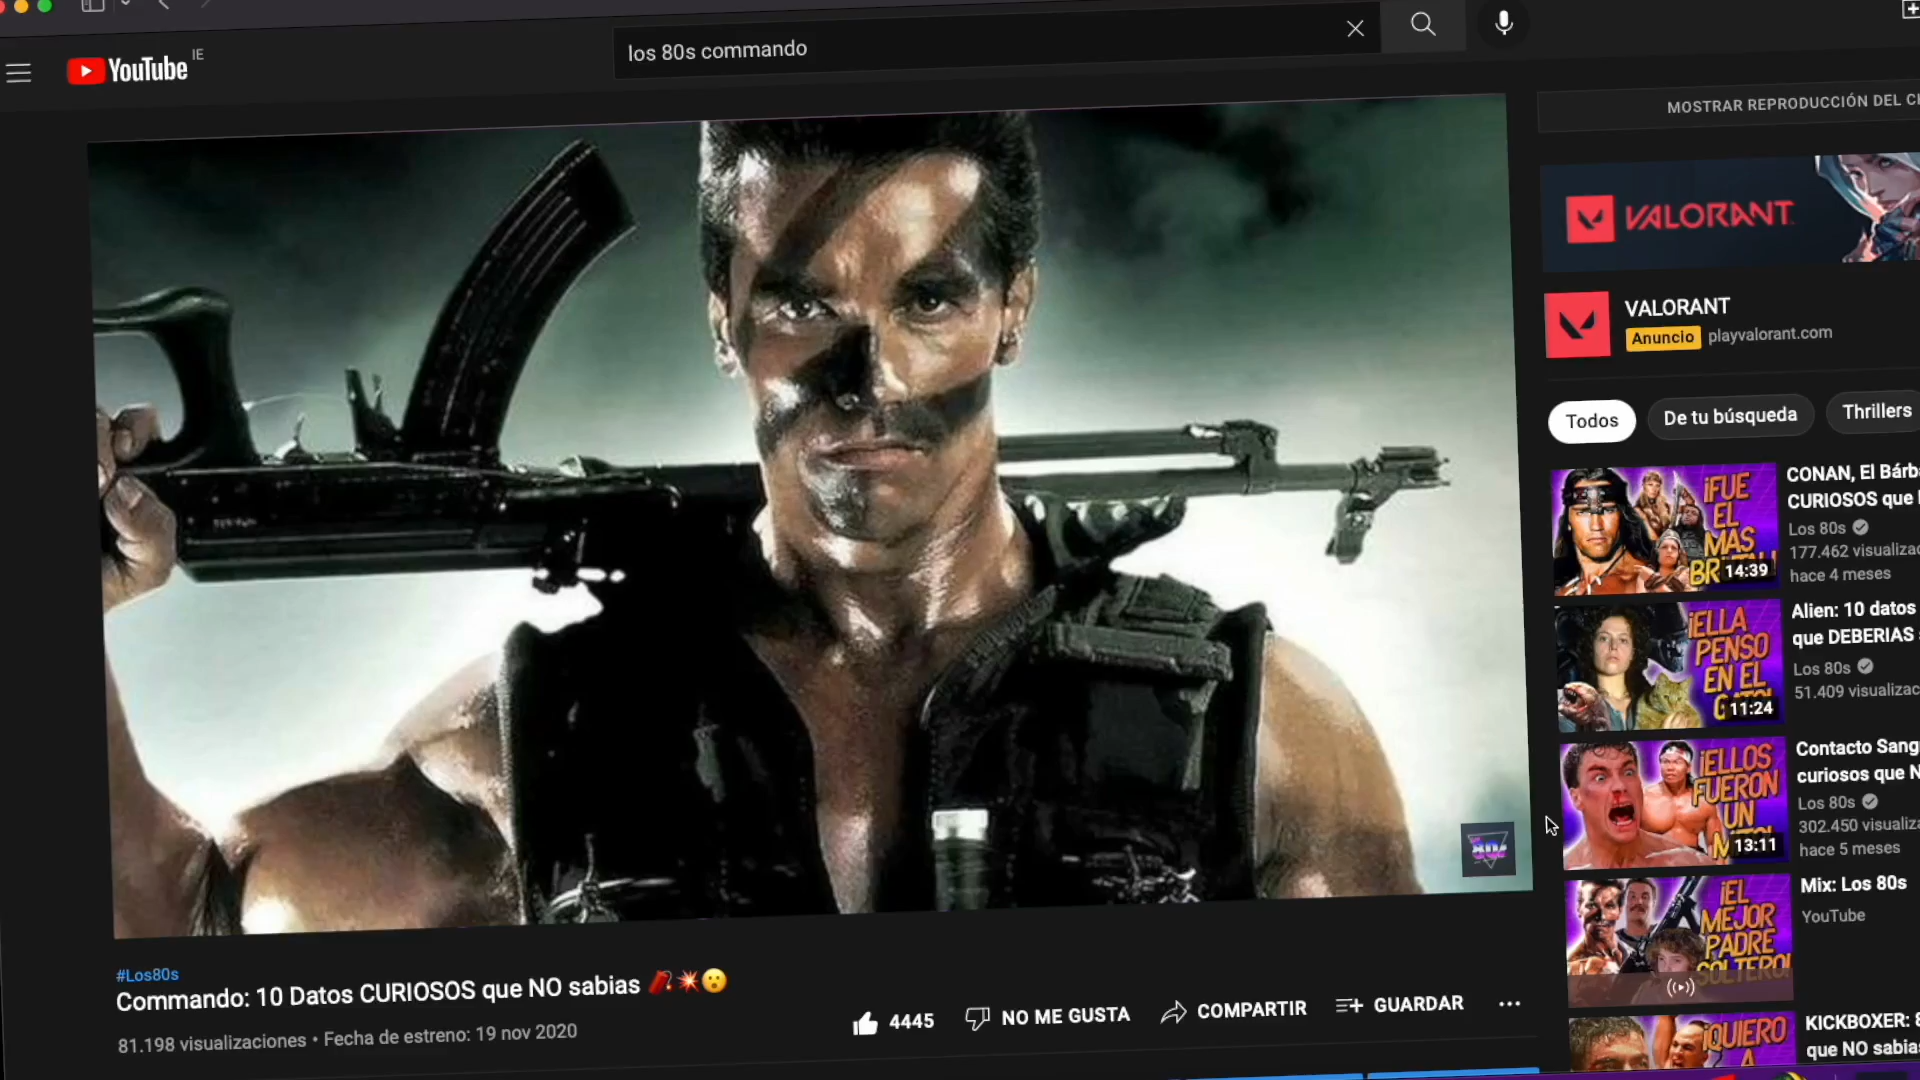 YouTube IE
los 80s commando
MOSTRAR REPRODUCCIÓN DEL
VALORANT
VALORANT
Anuncio playvalorant.com
Todos
De tu búsqueda
Thrillers
¡FUE
EL
MAS
14:39
CONAN, El
CURIOSOS que
Los 80s
177.462
hace 4 meses
¡ELLA
PENSO
EN EL
11:24
Alien: 10 datos
que DEBERIAS
Los 80s
51.409
¡ELLOS
FUERON
UN
13:11
Contacto
curiosos que
Los 80s
302.450
hace 5 meses
¡EL
MEJOR
PADRE
SOLTERO!
Mix: Los 80s
YouTube
¡QUIERO
A
KICKBOXER:
que NO
80s
#Los80s
Commando: 10 Datos CURIOSOS que NO sabias 🧨💥😮
81.198 visualizaciones • Fecha de estreno: 19 nov 2020
4445
NO ME GUSTA
COMPARTIR
GUARDAR